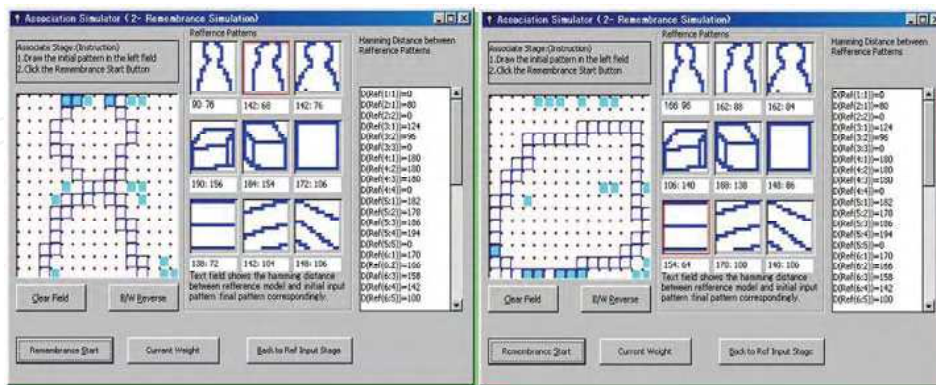 Association Simulator (2- Remembrance Simulation)
Associate Stage:(Instruction)
1.Draw the initial pattern in the left field
2.Click the Remembrance Start Button
Reffernce Patterns
Hamming Distance between
Refference Patterns
90: 76
142: 68
142: 76
190: 156
184: 154
172: 106
138: 72
142: 104
148: 106
D(Ref(1:1))=0
D(Ref(2:1))=80
D(Ref(2:2))=0
D(Ref(3:1))=124
D(Ref(3:2))=96
D(Ref(3:3))=0
D(Ref(4:1))=180
D(Ref(4:2))=180
D(Ref(4:3))=180
D(Ref(4:4))=0
D(Ref(5:1))=182
D(Ref(5:2))=170
D(Ref(5:3))=186
D(Ref(5:4))=194
D(Ref(5:5))=0
D(Ref(6:1))=170
D(Ref(6:2))=166
D(Ref(6:3))=158
D(Ref(6:4))=142
D(Ref(6:5))=100
Text field shows the hamming distance
between refference model and initial input
pattern final pattern correspondingly.
Clear Field
B/W Reverse
Remembrance Start
Current Weight
Back to Ref Input Stage
Association Simulator (2- Remembrance Simulation)
Associate Stage:(Instruction)
1.Draw the initial pattern in the left field
2.Click the Remembrance Start Button
Reffernce Patterns
Hamming Distance between
Refference Patterns
166: 96
162: 88
162: 84
106: 140
188: 138
148: 86
154: 64
170: 100
140: 100
D(Ref(1:1))=0
D(Ref(2:1))=80
D(Ref(2:2))=0
D(Ref(3:1))=124
D(Ref(3:2))=96
D(Ref(3:3))=0
D(Ref(4:1))=180
D(Ref(4:2))=180
D(Ref(4:3))=180
D(Ref(4:4))=0
D(Ref(5:1))=182
D(Ref(5:2))=170
D(Ref(5:3))=186
D(Ref(5:4))=194
D(Ref(5:5))=0
D(Ref(6:1))=170
D(Ref(6:2))=166
D(Ref(6:3))=158
D(Ref(6:4))=142
D(Ref(6:5))=100
Text field shows the hamming distance
between refference model and initial input
pattern final pattern correspondingly.
Clear Field
B/W Reverse
Remembrance Start
Current Weight
Back to Ref Input Stage